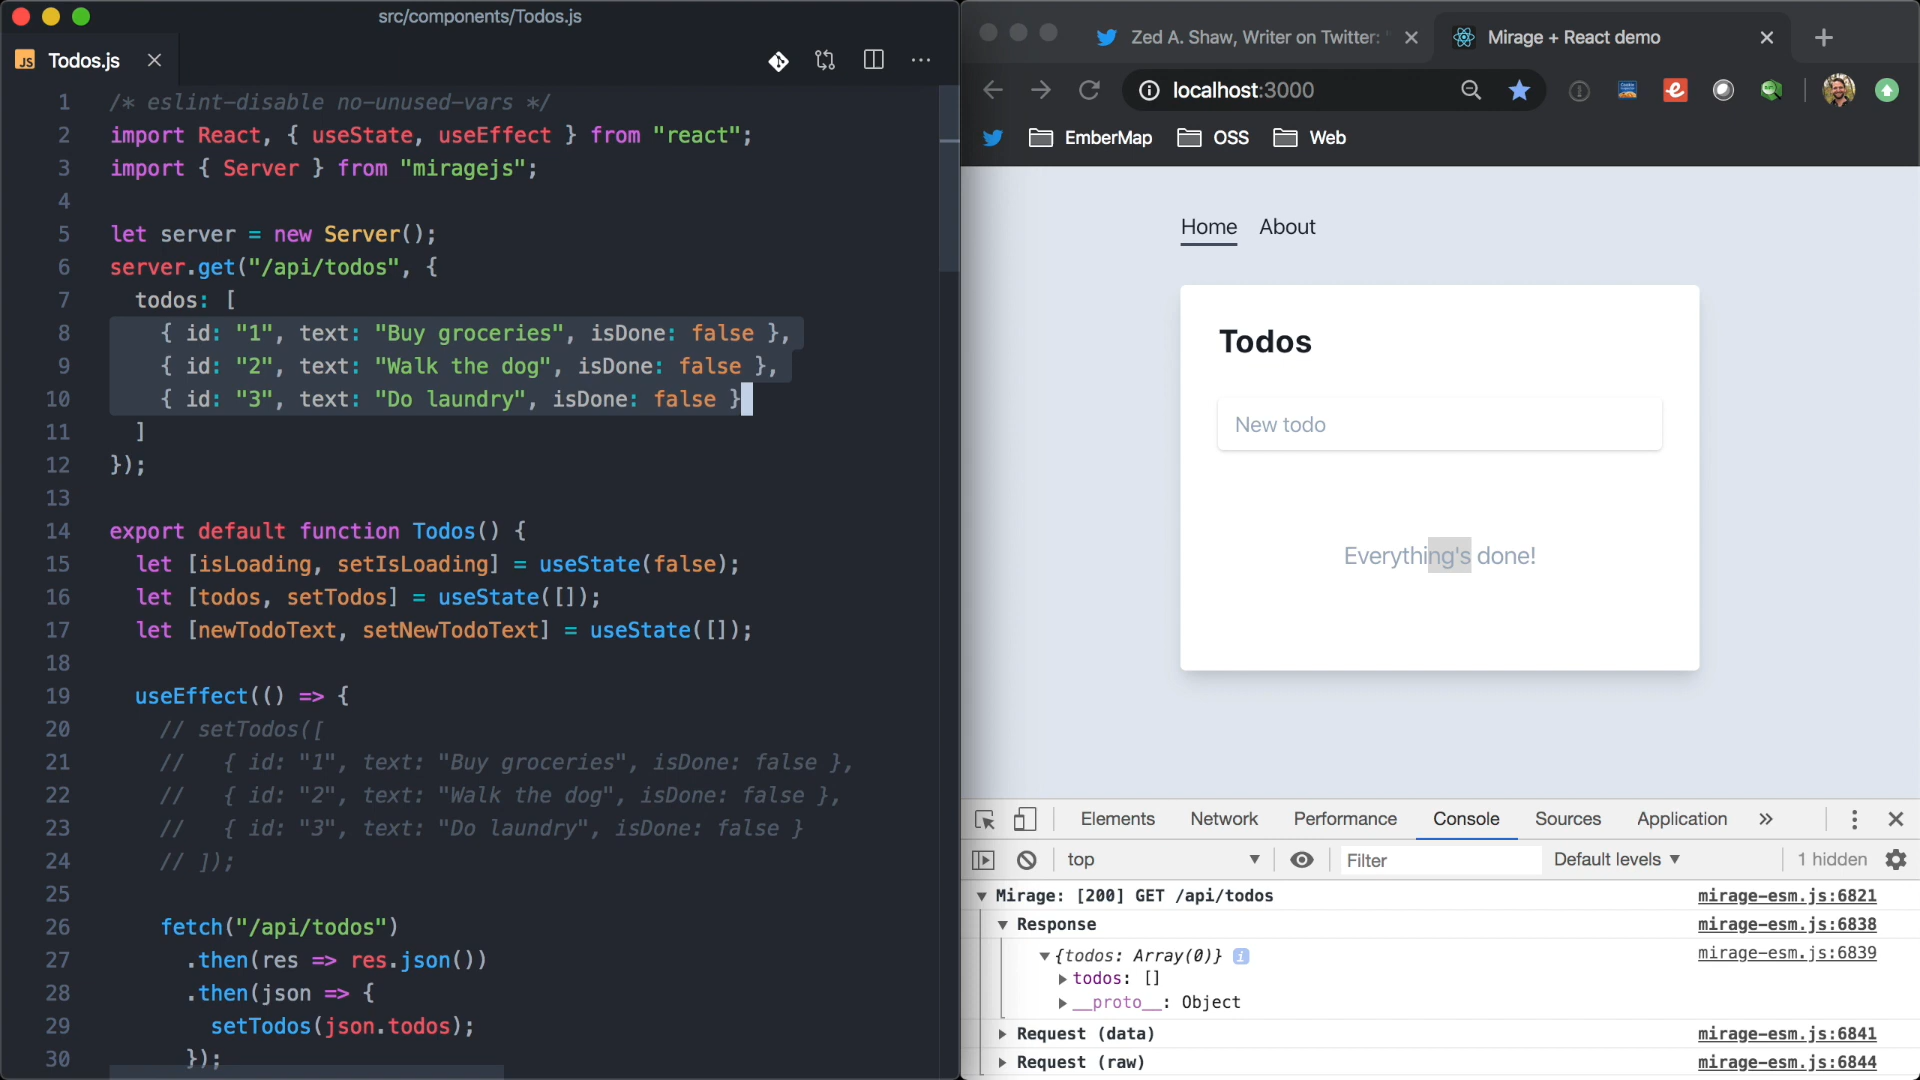 src/components/Todos.js
JS Todos.js
1 /* eslint-disable no-unused-vars */
2 import React, { useState, useEffect } from "react";
3 import { Server } from "miragejs";
4
5 let server = new Server();
6 server.get("/api/todos", {
7 todos: [
8 { id: "1", text: "Buy groceries", isDone: false },
9 { id: "2", text: "Walk the dog", isDone: false },
10 { id: "3", text: "Do laundry", isDone: false }
11 ]
12 });
13
14 export default function Todos() {
15 let [isLoading, setIsLoading] = useState(false);
16 let [todos, setTodos] = useState([]);
17 let [newTodoText, setNewTodoText] = useState([]);
18
19 useEffect(() => {
20 // setTodos([
21 // { id: "1", text: "Buy groceries", isDone: false },
22 // { id: "2", text: "Walk the dog", isDone: false },
23 // { id: "3", text: "Do laundry", isDone: false }
24 // ]);
25
26 fetch("/api/todos")
27 .then(res => res.json())
28 .then(json => {
29 setTodos(json.todos);
30 });
Zed A. Shaw, Writer on Twitter:
Mirage + React demo
localhost:3000
EmberMap OSS Web
Home About
Todos
New todo
Everything's done!
Elements Network Performance Console Sources Application »
top Filter Default levels 1 hidden
Mirage: [200] GET /api/todos mirage-esm.js:6821
Response mirage-esm.js:6838
{todos: Array(0)} i mirage-esm.js:6839
todos: []
__proto__: Object
Request (data) mirage-esm.js:6841
Request (raw) mirage-esm.js:6844